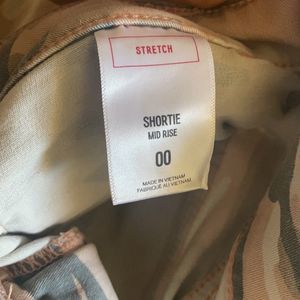 STRETCH
SHORTIE
MID RISE
00
MADE IN VIETNAM
FABRIQUÉ AU VIETNAM